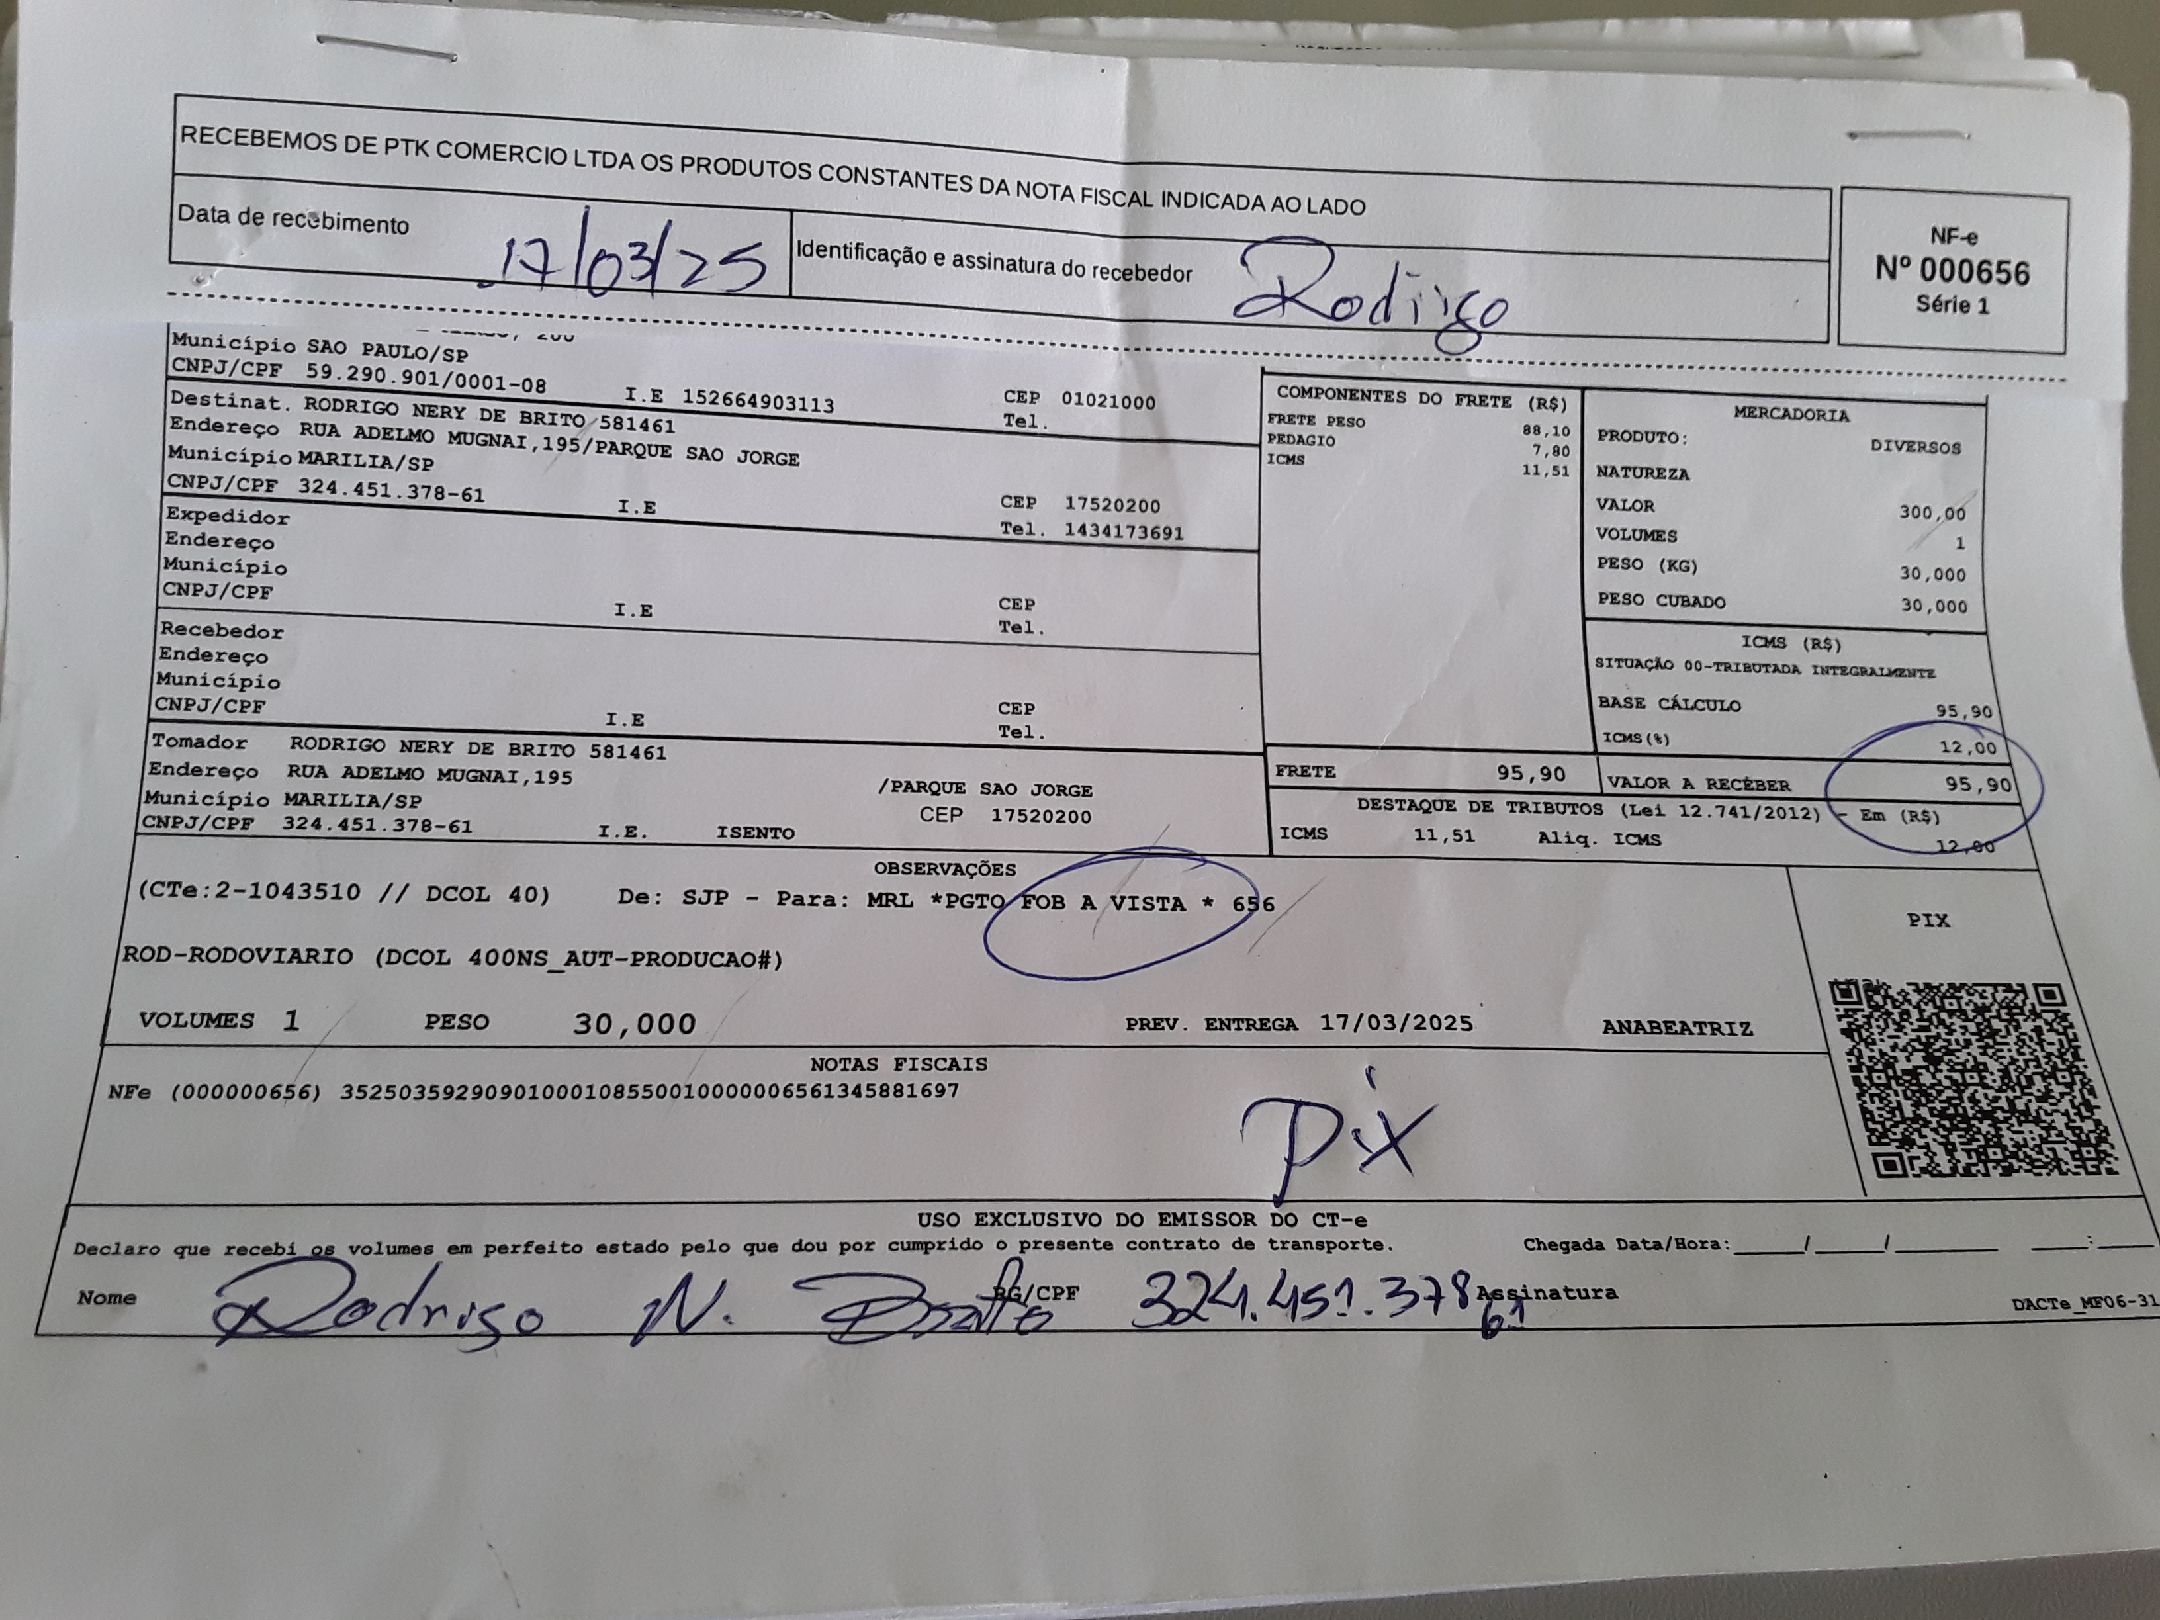 RECEBEMOS DE PTK COMERCIO LTDA OS PRODUTOS CONSTANTES DA NOTA FISCAL INDICADA AO LADO
Data de recebimento 17/03/25
Identificação e assinatura do recebedor Rodrigo
NF-e
Nº 000656
Série 1
Município SAO PAULO/SP
CNPJ/CPF 59.290.901/0001-08 I.E 152664903113 CEP 01021000
Tel.
Destinat. RODRIGO NERY DE BRITO 581461
Endereço RUA ADELMO MUGNAI,195/PARQUE SAO JORGE
Município MARILIA/SP
CNPJ/CPF 324.451.378-61 I.E CEP 17520200
Tel. 1434173691
Expedidor
Endereço
Município
CNPJ/CPF I.E CEP
Tel.
Recebedor
Endereço
Município
CNPJ/CPF I.E CEP
Tel.
Tomador RODRIGO NERY DE BRITO 581461
Endereço RUA ADELMO MUGNAI,195 /PARQUE SAO JORGE
Município MARILIA/SP CEP 17520200
CNPJ/CPF 324.451.378-61 I.E. ISENTO
COMPONENTES DO FRETE (R$)
FRETE PESO 88,10
PEDAGIO 7,80
ICMS 11,51
MERCADORIA
PRODUTO: DIVERSOS
NATUREZA
VALOR 300,00
VOLUMES 1
PESO (KG) 30,000
PESO CUBADO 30,000
ICMS (R$)
SITUAÇÃO 00-TRIBUTADA INTEGRALMENTE
BASE CÁLCULO 95,90
ICMS(%) 12,00
FRETE 95,90
VALOR A RECEBER 95,90
DESTAQUE DE TRIBUTOS (Lei 12.741/2012) - Em (R$)
ICMS 11,51 Aliq. ICMS 12,00
OBSERVAÇÕES
(CTe:2-1043510 // DCOL 40) De: SJP - Para: MRL *PGTO FOB A VISTA * 656
ROD-RODOVIARIO (DCOL 400NS_AUT-PRODUCAO#)
VOLUMES 1 PESO 30,000 PREV. ENTREGA 17/03/2025 ANABEATRIZ
PIX
NOTAS FISCAIS
NFe (000000656) 35250359290901000108550010000006561345881697
Pix
USO EXCLUSIVO DO EMISSOR DO CT-e
Declaro que recebi os volumes em perfeito estado pelo que dou por cumprido o presente contrato de transporte. Chegada Data/Hora:____/____/______ ___:____
Nome Rodrigo N. Brito RG/CPF 324.451.378 61 Assinatura
DACTe_MF06-31